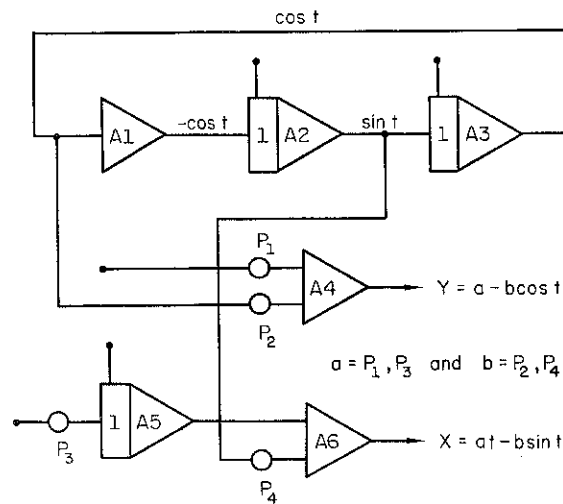 cos t
A1
-cos t
1
A2
sin t
1
A3
P₁
A4
Y = a - bcos t
P₂
a = P₁, P₃ and b = P₂, P₄
1
A5
P₃
A6
X = at - bsin t
P₄